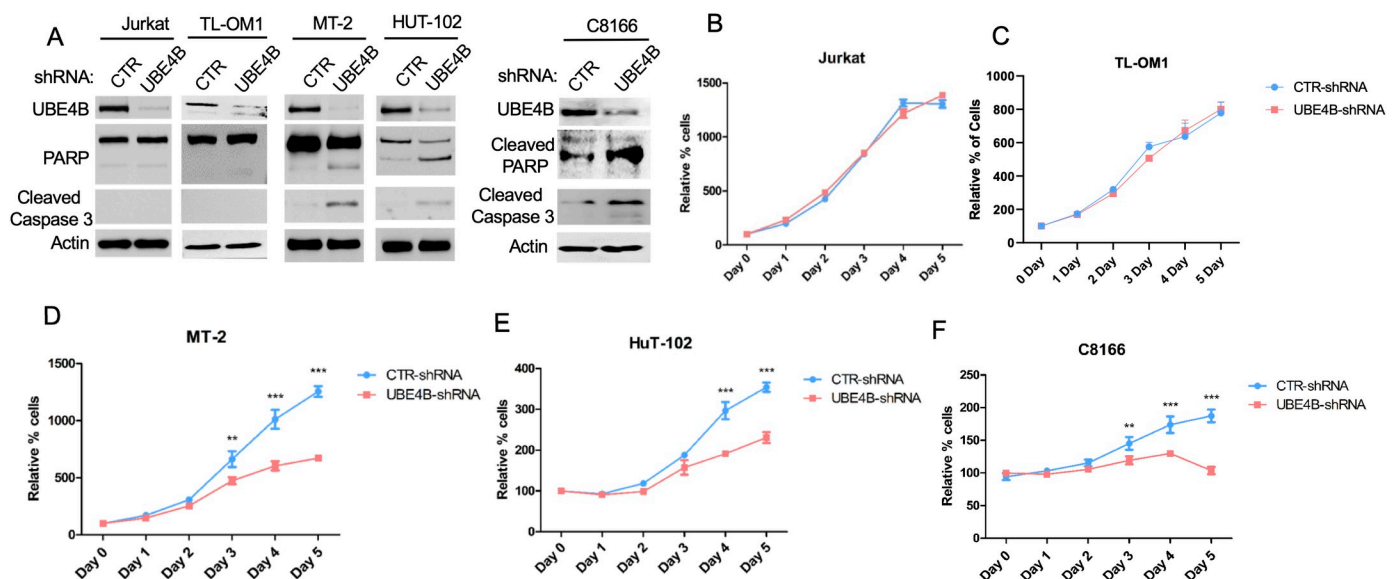 A
Jurkat TL-OM1 MT-2 HUT-102 C8166
shRNA: CTR UBE4B CTR UBE4B CTR UBE4B CTR UBE4B shRNA: CTR UBE4B
UBE4B UBE4B
PARP Cleaved
PARP
Cleaved
Caspase 3 Cleaved
Caspase 3
Actin Actin
B
Jurkat
Relative % cells
1500
1000
500
0
Day 0 Day 1 Day 2 Day 3 Day 4 Day 5
C
TL-OM1
Relative % of Cells
1000
800
600
400
200
0
0 Day 1 Day 2 Day 3 Day 4 Day 5 Day
CTR-shRNA
UBE4B-shRNA
D
MT-2
Relative % cells
1500
1000
500
0
** *** ***
Day 0 Day 1 Day 2 Day 3 Day 4 Day 5
CTR-shRNA
UBE4B-shRNA
E
HuT-102
Relative % cells
400
300
200
100
0
*** ***
Day 0 Day 1 Day 2 Day 3 Day 4 Day 5
CTR-shRNA
UBE4B-shRNA
F
C8166
Relative % cells
250
200
150
100
50
0
** *** ***
Day 0 Day 1 Day 2 Day 3 Day 4 Day 5
CTR-shRNA
UBE4B-shRNA